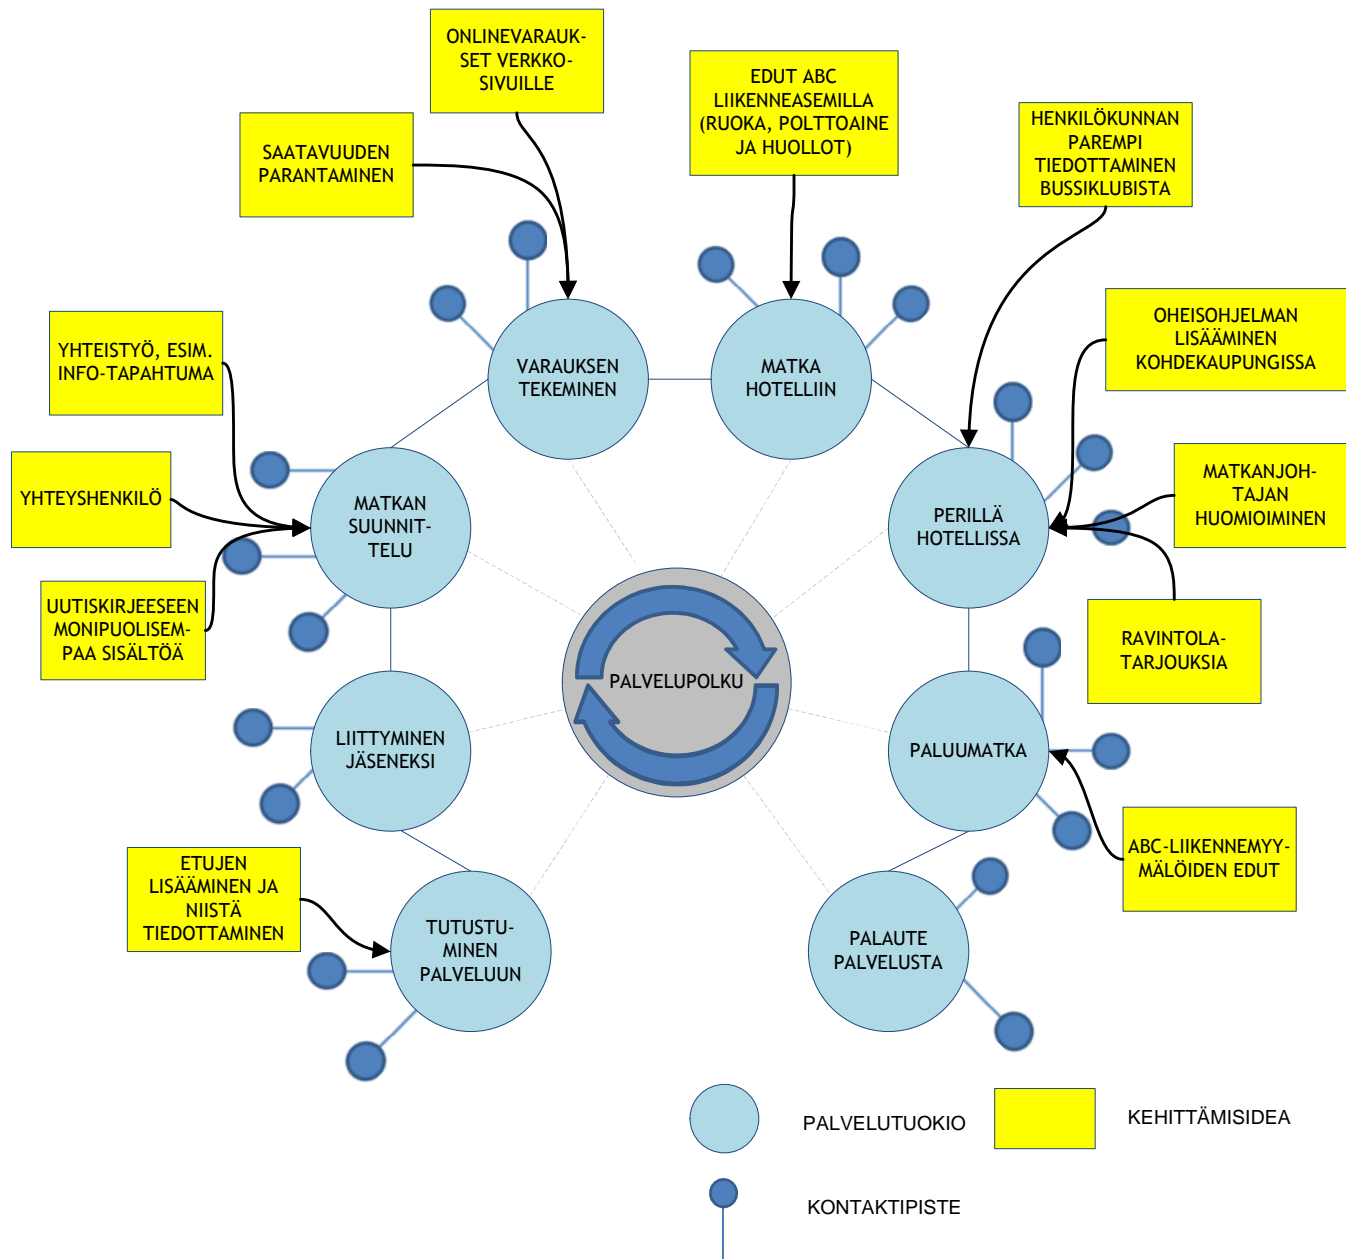 ONLINEVARAUK-
SET VERKKO-
SIVUILLE
EDUT ABC
LIIKENNEASEMILLA
(RUOKA, POLTTOAINE
JA HUOLLOT)
HENKILÖKUNNAN
PAREMPI
TIEDOTTAMINEN
BUSSIKLUBISTA
SAATAVUUDEN
PARANTAMINEN
YHTEISTYÖ, ESIM.
INFO-TAPAHTUMA
OHEISOHJELMAN
LISÄÄMINEN
KOHDEKAUPUNGISSA
VARAUKSEN
TEKEMINEN
MATKA
HOTELLIIN
YHTEYSHENKILÖ
MATKAN
SUUNNIT-
TELU
PERILLÄ
HOTELLISSA
MATKANJOH-
TAJAN
HUOMIOIMINEN
UUTISKIRJEESEEN
MONIPUOLISEM-
PAA SISÄLTÖÄ
RAVINTOLA-
TARJOUKSIA
PALVELUPOLKU
LIITTYMINEN
JÄSENEKSI
PALUUMATKA
ETUJEN
LISÄÄMINEN JA
NIISTÄ
TIEDOTTAMINEN
ABC-LIIKENNEMYY-
MÄLÖIDEN EDUT
TUTUSTU-
MINEN
PALVELUUN
PALAUTE
PALVELUSTA
PALVELUTUOKIO
KEHITTÄMISIDEA
KONTAKTIPISTE